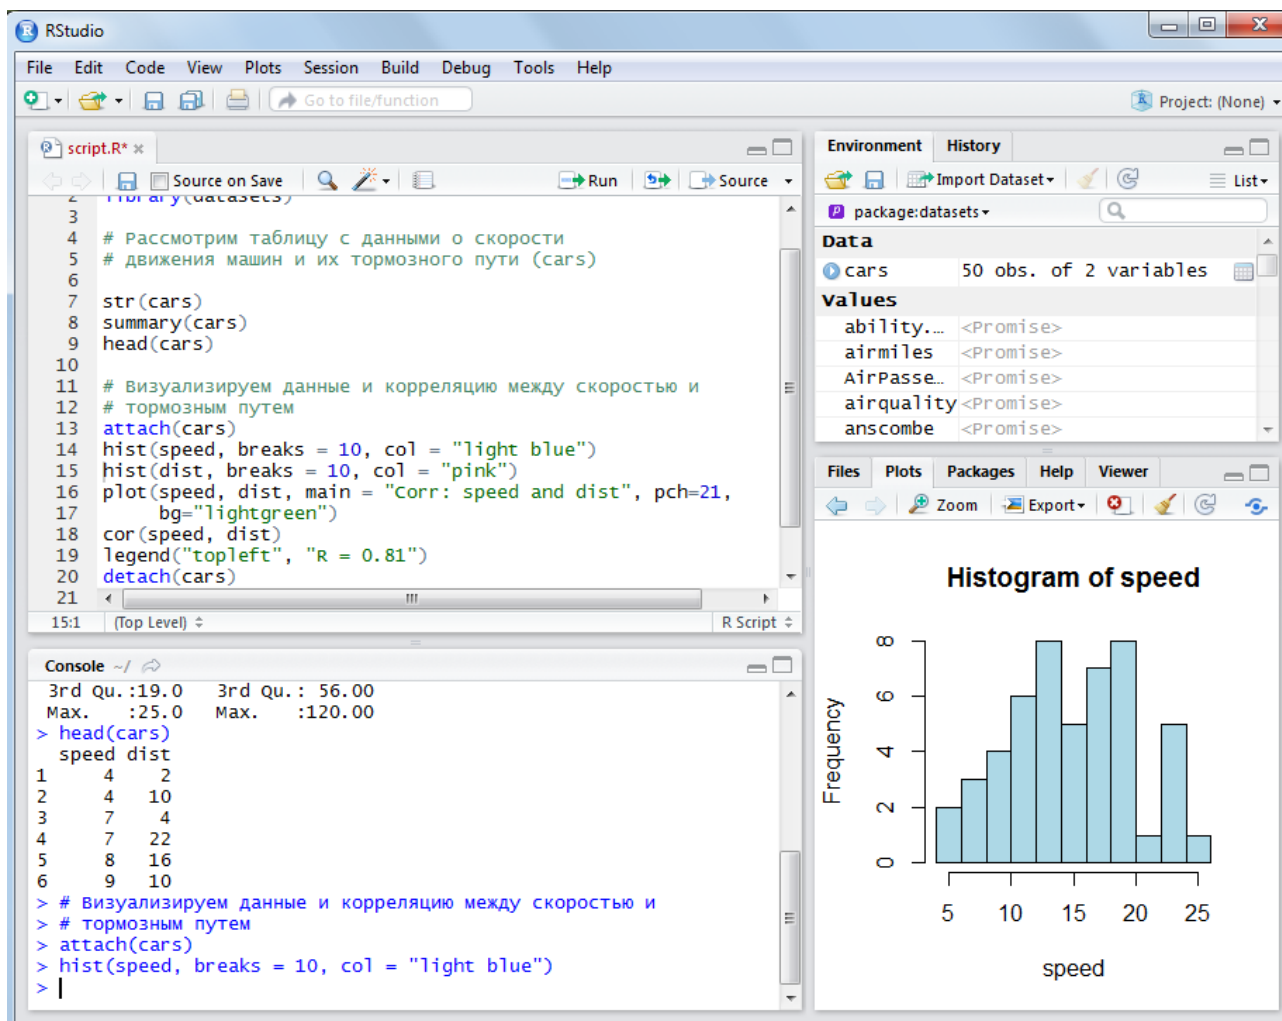 RStudio
File Edit Code View Plots Session Build Debug Tools Help
Go to file/function
Project: (None)
script.R*
Source on Save Run Source
2 library(datasets)
3
4 # Рассмотрим таблицу с данными о скорости
5 # движения машин и их тормозного пути (cars)
6
7 str(cars)
8 summary(cars)
9 head(cars)
10
11 # Визуализируем данные и корреляцию между скоростью и
12 # тормозным путем
13 attach(cars)
14 hist(speed, breaks = 10, col = "light blue")
15 hist(dist, breaks = 10, col = "pink")
16 plot(speed, dist, main = "Corr: speed and dist", pch=21,
17 bg="lightgreen")
18 cor(speed, dist)
19 legend("topleft", "R = 0.81")
20 detach(cars)
21
15:1 (Top Level) R Script
Console ~/
3rd Qu.:19.0 3rd Qu.: 56.00
Max. :25.0 Max. :120.00
> head(cars)
speed dist
1 4 2
2 4 10
3 7 4
4 7 22
5 8 16
6 9 10
> # Визуализируем данные и корреляцию между скоростью и
> # тормозным путем
> attach(cars)
> hist(speed, breaks = 10, col = "light blue")
>
Environment History
Import Dataset List
package:datasets
Data
cars 50 obs. of 2 variables
Values
ability.… <Promise>
airmiles <Promise>
AirPasse… <Promise>
airquality <Promise>
anscombe <Promise>
Files Plots Packages Help Viewer
Zoom Export
Histogram of speed
Frequency
8
6
4
2
0
5 10 15 20 25
speed